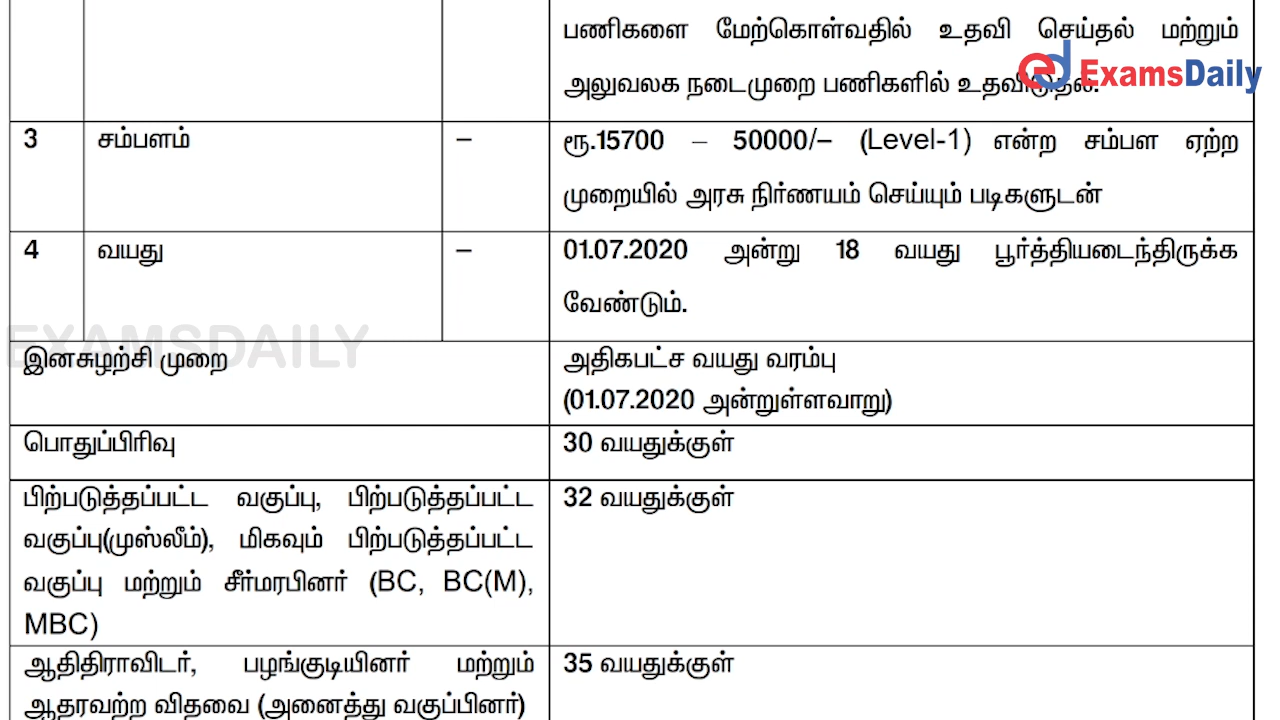 பணிகளை மேற்கொள்வதில் உதவி செய்தல் மற்றும்
ExamsDaily
அலுவலக நடைமுறை பணிகளில் உதவிடுதல்.
3 சம்பளம் – ரூ.15700 – 50000/– (Level-1) என்ற சம்பள ஏற்ற
முறையில் அரசு நிர்ணயம் செய்யும் படிகளுடன்
4 வயது – 01.07.2020 அன்று 18 வயது பூர்த்தியடைந்திருக்க
வேண்டும்.
EXAMSDAILY
இனசுழற்சி முறை அதிகபட்ச வயது வரம்பு
(01.07.2020 அன்றுள்ளவாறு)
பொதுப்பிரிவு 30 வயதுக்குள்
பிற்படுத்தப்பட்ட வகுப்பு, பிற்படுத்தப்பட்ட 32 வயதுக்குள்
வகுப்பு(முஸ்லீம்), மிகவும் பிற்படுத்தப்பட்ட
வகுப்பு மற்றும் சீர்மரபினர் (BC, BC(M),
MBC)
ஆதிதிராவிடர், பழங்குடியினர் மற்றும் 35 வயதுக்குள்
ஆதரவற்ற விதவை (அனைத்து வகுப்பினர்)